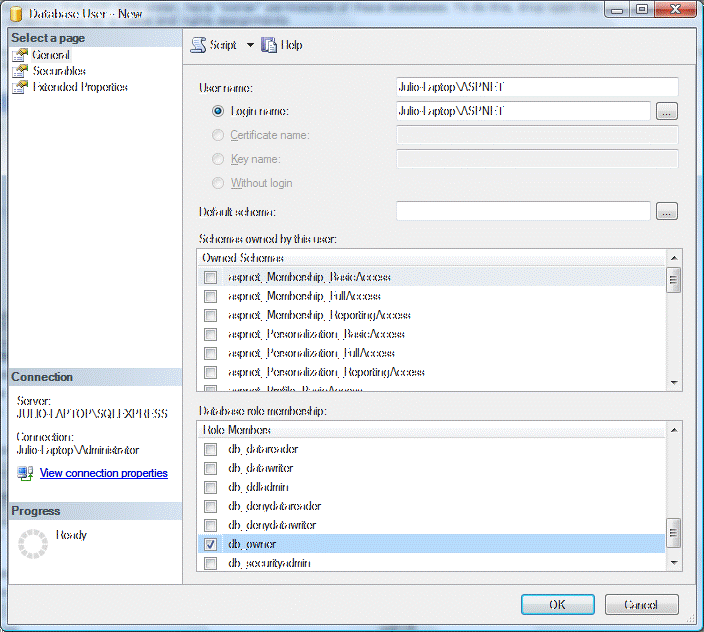 Database User - New
Select a page
General
Securables
Extended Properties
Script
Help
User name:
Julio-Laptop\ASPNET
Login name:
Julio-Laptop\ASPNET
...
Certificate name:
Key name:
Without login
Default schema:
...
Schemas owned by this user:
Owned Schemas
aspnet_Membership_BasicAccess
aspnet_Membership_FullAccess
aspnet_Membership_ReportingAccess
aspnet_Personalization_BasicAccess
aspnet_Personalization_FullAccess
aspnet_Personalization_ReportingAccess
aspnet_Profile_BasicAccess
Database role membership:
Role Members
db_datareader
db_datawriter
db_ddladmin
db_denydatareader
db_denydatawriter
db_owner
db_securityadmin
Connection
Server:
JULIO-LAPTOP\SQLEXPRESS
Connection:
Julio-Laptop\Administrator
View connection properties
Progress
Ready
OK
Cancel